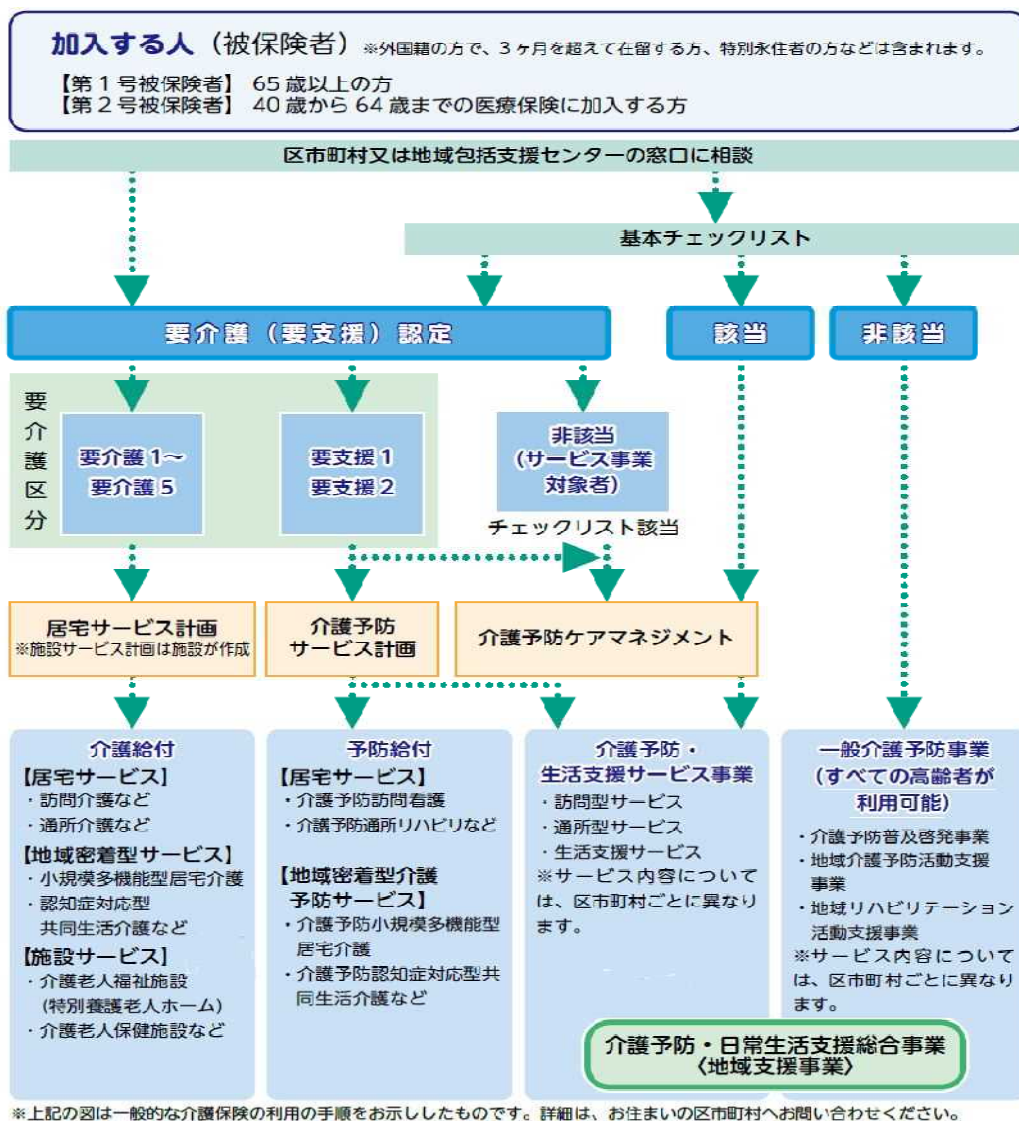 加入する人（被保険者）※外国籍の方で、３ヶ月を超えて在留する方、特別永住者の方などは含まれます。
【第１号被保険者】 65歳以上の方
【第２号被保険者】 40歳から64歳までの医療保険に加入する方
区市町村又は地域包括支援センターの窓口に相談
基本チェックリスト
要介護（要支援）認定
該当
非該当
要介護区分
要介護１～
要介護５
要支援１
要支援２
非該当
(サービス事業
対象者)
チェックリスト該当
居宅サービス計画
※施設サービス計画は施設が作成
介護予防
サービス計画
介護予防ケアマネジメント
介護給付
【居宅サービス】
・訪問介護など
・通所介護など
【地域密着型サービス】
・小規模多機能型居宅介護
・認知症対応型
共同生活介護など
【施設サービス】
・介護老人福祉施設
(特別養護老人ホーム)
・介護老人保健施設など
予防給付
【居宅サービス】
・介護予防訪問看護
・介護予防通所リハビリなど
【地域密着型介護
予防サービス】
・介護予防小規模多機能型
居宅介護
・介護予防認知症対応型共
同生活介護など
介護予防・
生活支援サービス事業
・訪問型サービス
・通所型サービス
・生活支援サービス
※サービス内容について
は、区市町村ごとに異なり
ます。
一般介護予防事業
(すべての高齢者が
利用可能)
・介護予防普及啓発事業
・地域介護予防活動支援
事業
・地域リハビリテーション
活動支援事業
※サービス内容について
は、区市町村ごとに異なり
ます。
介護予防・日常生活支援総合事業
〈地域支援事業〉
※上記の図は一般的な介護保険の利用の手順をお示ししたものです。詳細は、お住まいの区市町村へお問い合わせください。